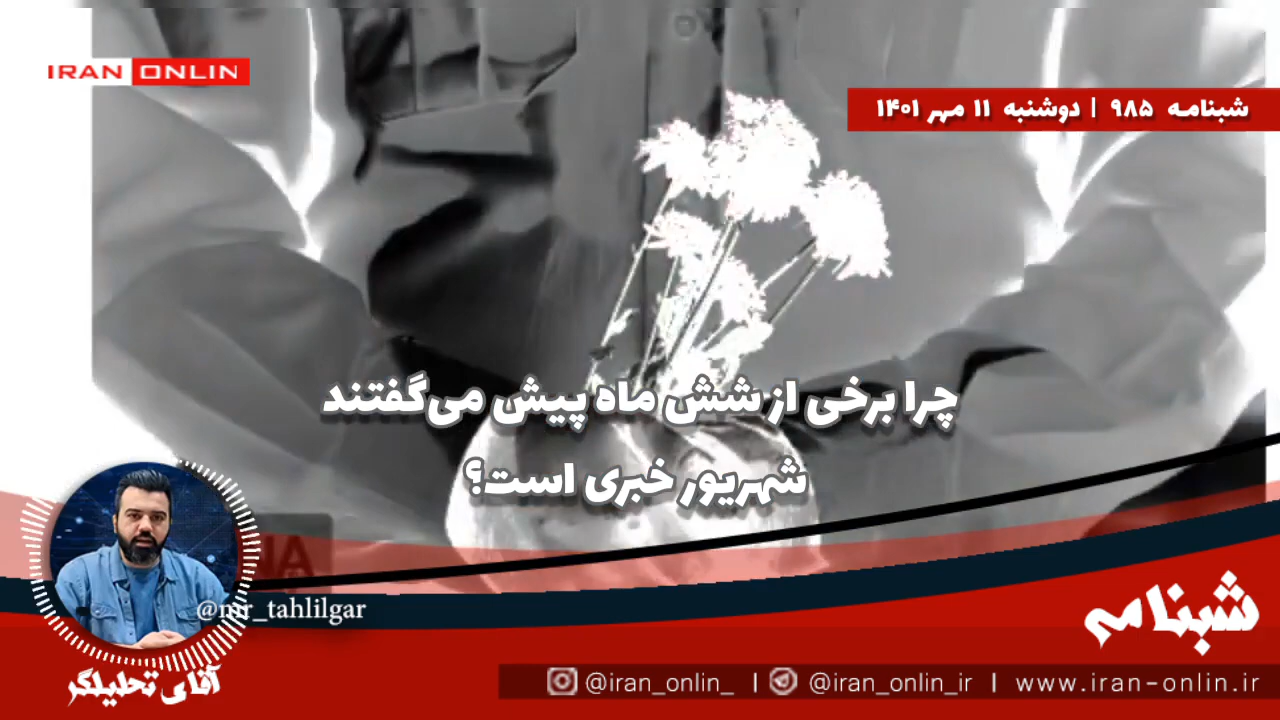 IRAN ONLIN
شبنامه ۹۸۵ | دوشنبه ۱۱ مهر ۱۴۰۱
چرا برخی از شش ماه پیش می‌گفتند
شهریور خبری است؟
@mr_tahlilgar
آقای تحلیلگر
شبنامه
@iran_onlin_ | @iran_onlin_ir | www.iran-onlin.ir